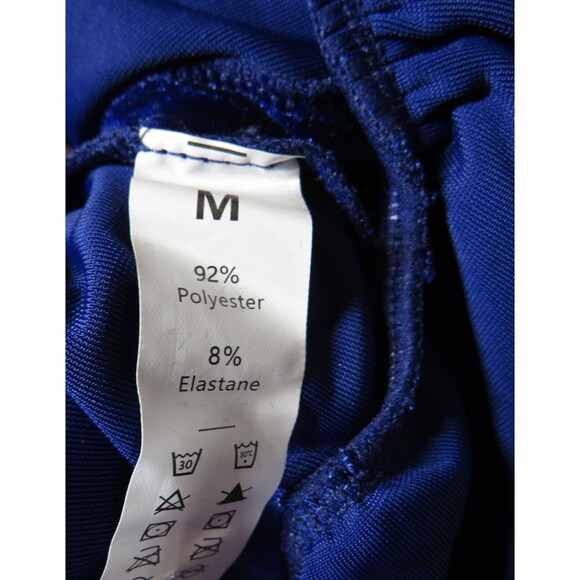 M
92%
Polyester
8%
Elastane
30
30°C